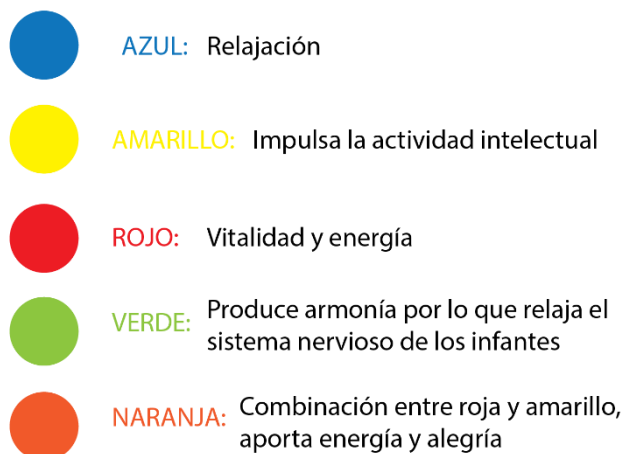 AZUL: Relajación
AMARILLO: Impulsa la actividad intelectual
ROJO: Vitalidad y energía
VERDE: Produce armonía por lo que relaja el
sistema nervioso de los infantes
NARANJA: Combinación entre roja y amarillo,
aporta energía y alegría